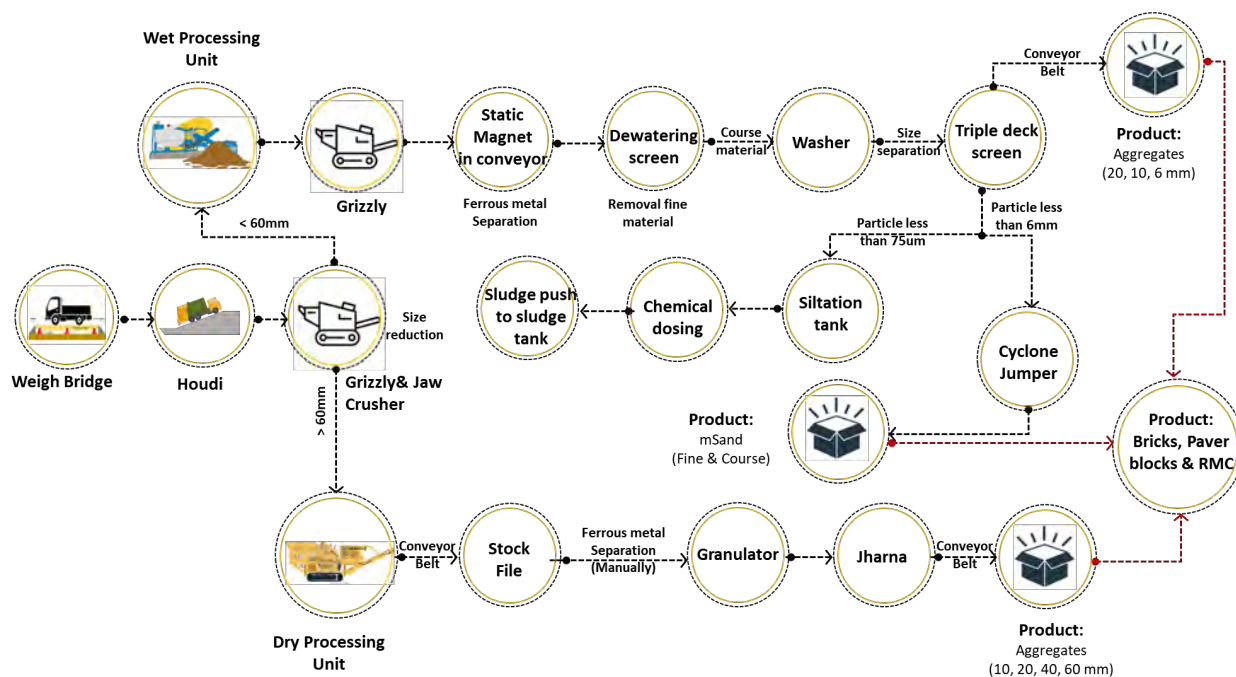 Wet Processing
Unit
Grizzly
Static
Magnet
in conveyor
Ferrous metal
Separation
Dewatering
screen
Removal fine
material
Course
material
Washer
Size
separation
Triple deck
screen
Conveyor
Belt
Product:
Aggregates
(20, 10, 6 mm)
< 60mm
Particle less
than 75um
Particle less
than 6mm
Weigh Bridge
Houdi
Size
reduction
Grizzly& Jaw
Crusher
Sludge push
to sludge
tank
Chemical
dosing
Siltation
tank
Cyclone
Jumper
> 60mm
Product:
mSand
(Fine & Course)
Product:
Bricks, Paver
blocks & RMC
Dry Processing
Unit
Conveyor
Belt
Stock
File
Ferrous metal
Separation
(Manually)
Granulator
Jharna
Conveyor
Belt
Product:
Aggregates
(10, 20, 40, 60 mm)